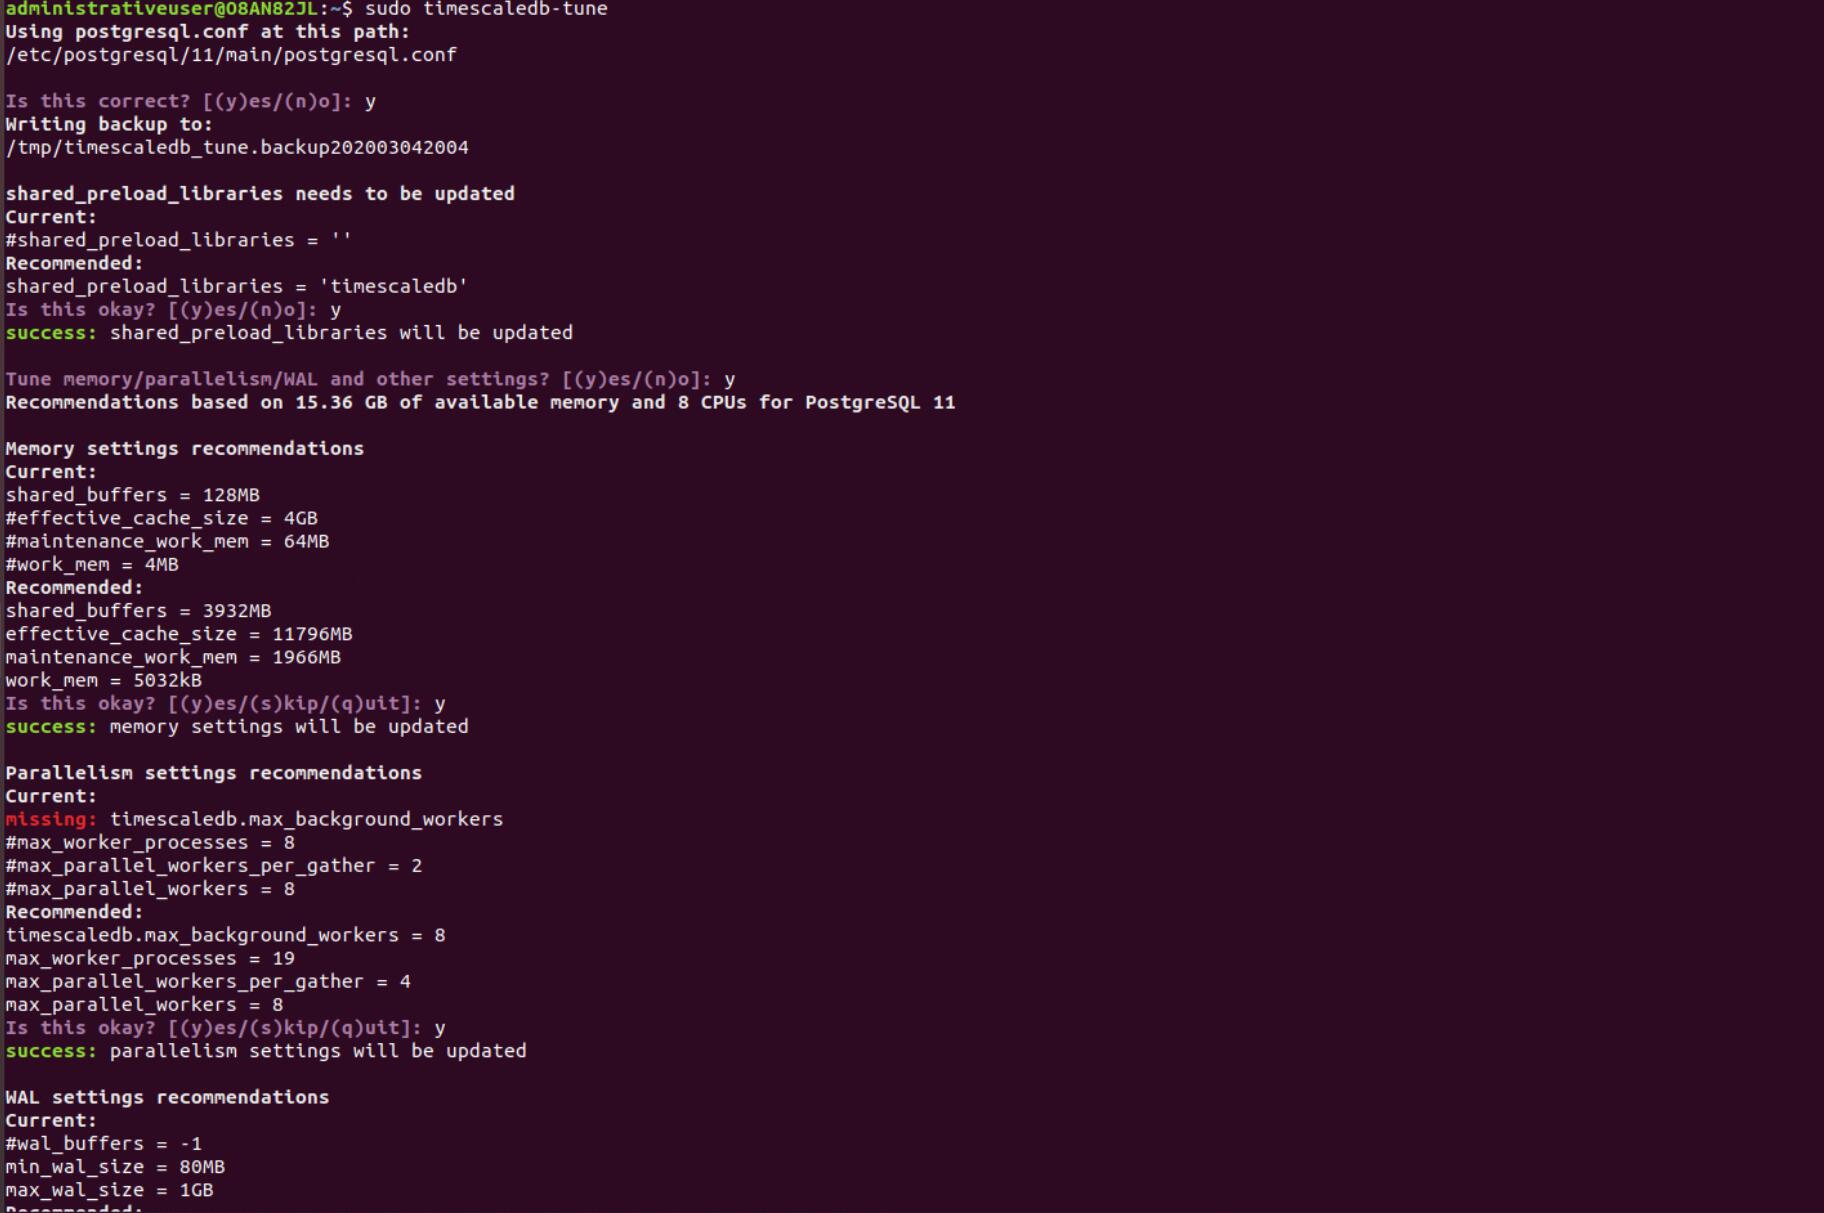 administrativeuser@O8AN82JL:~$ sudo timescaledb-tune
Using postgresql.conf at this path:
/etc/postgresql/11/main/postgresql.conf
Is this correct? [(y)es/(n)o]: y
Writing backup to:
/tmp/timescaledb_tune.backup202003042004
shared_preload_libraries needs to be updated
Current:
#shared_preload_libraries = ''
Recommended:
shared_preload_libraries = 'timescaledb'
Is this okay? [(y)es/(n)o]: y
success: shared_preload_libraries will be updated
Tune memory/parallelism/WAL and other settings? [(y)es/(n)o]: y
Recommendations based on 15.36 GB of available memory and 8 CPUs for PostgreSQL 11
Memory settings recommendations
Current:
shared_buffers = 128MB
#effective_cache_size = 4GB
#maintenance_work_mem = 64MB
#work_mem = 4MB
Recommended:
shared_buffers = 3932MB
effective_cache_size = 11796MB
maintenance_work_mem = 1966MB
work_mem = 5032kB
Is this okay? [(y)es/(s)kip/(q)uit]: y
success: memory settings will be updated
Parallelism settings recommendations
Current:
missing: timescaledb.max_background_workers
#max_worker_processes = 8
#max_parallel_workers_per_gather = 2
#max_parallel_workers = 8
Recommended:
timescaledb.max_background_workers = 8
max_worker_processes = 19
max_parallel_workers_per_gather = 4
max_parallel_workers = 8
Is this okay? [(y)es/(s)kip/(q)uit]: y
success: parallelism settings will be updated
WAL settings recommendations
Current:
#wal_buffers = -1
min_wal_size = 80MB
max_wal_size = 1GB
Recommended: